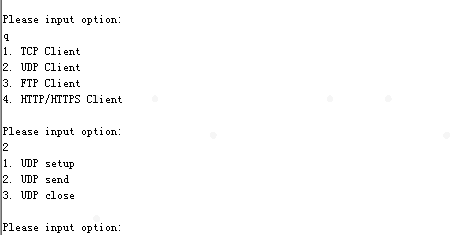 Please input option:
q
1. TCP Client
2. UDP Client
3. FTP Client
4. HTTP/HTTPS Client
Please input option:
2
1. UDP setup
2. UDP send
3. UDP close
Please input option: